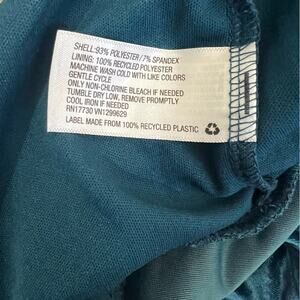 SHELL: 93% POLYESTER/7% SPANDEX
LINING: 100% RECYCLED POLYESTER
MACHINE WASH COLD WITH LIKE COLORS
GENTLE CYCLE
ONLY NON-CHLORINE BLEACH IF NEEDED
TUMBLE DRY LOW, REMOVE PROMPTLY
COOL IRON IF NEEDED
RN17730 VN1299629
LABEL MADE FROM 100% RECYCLED PLASTIC